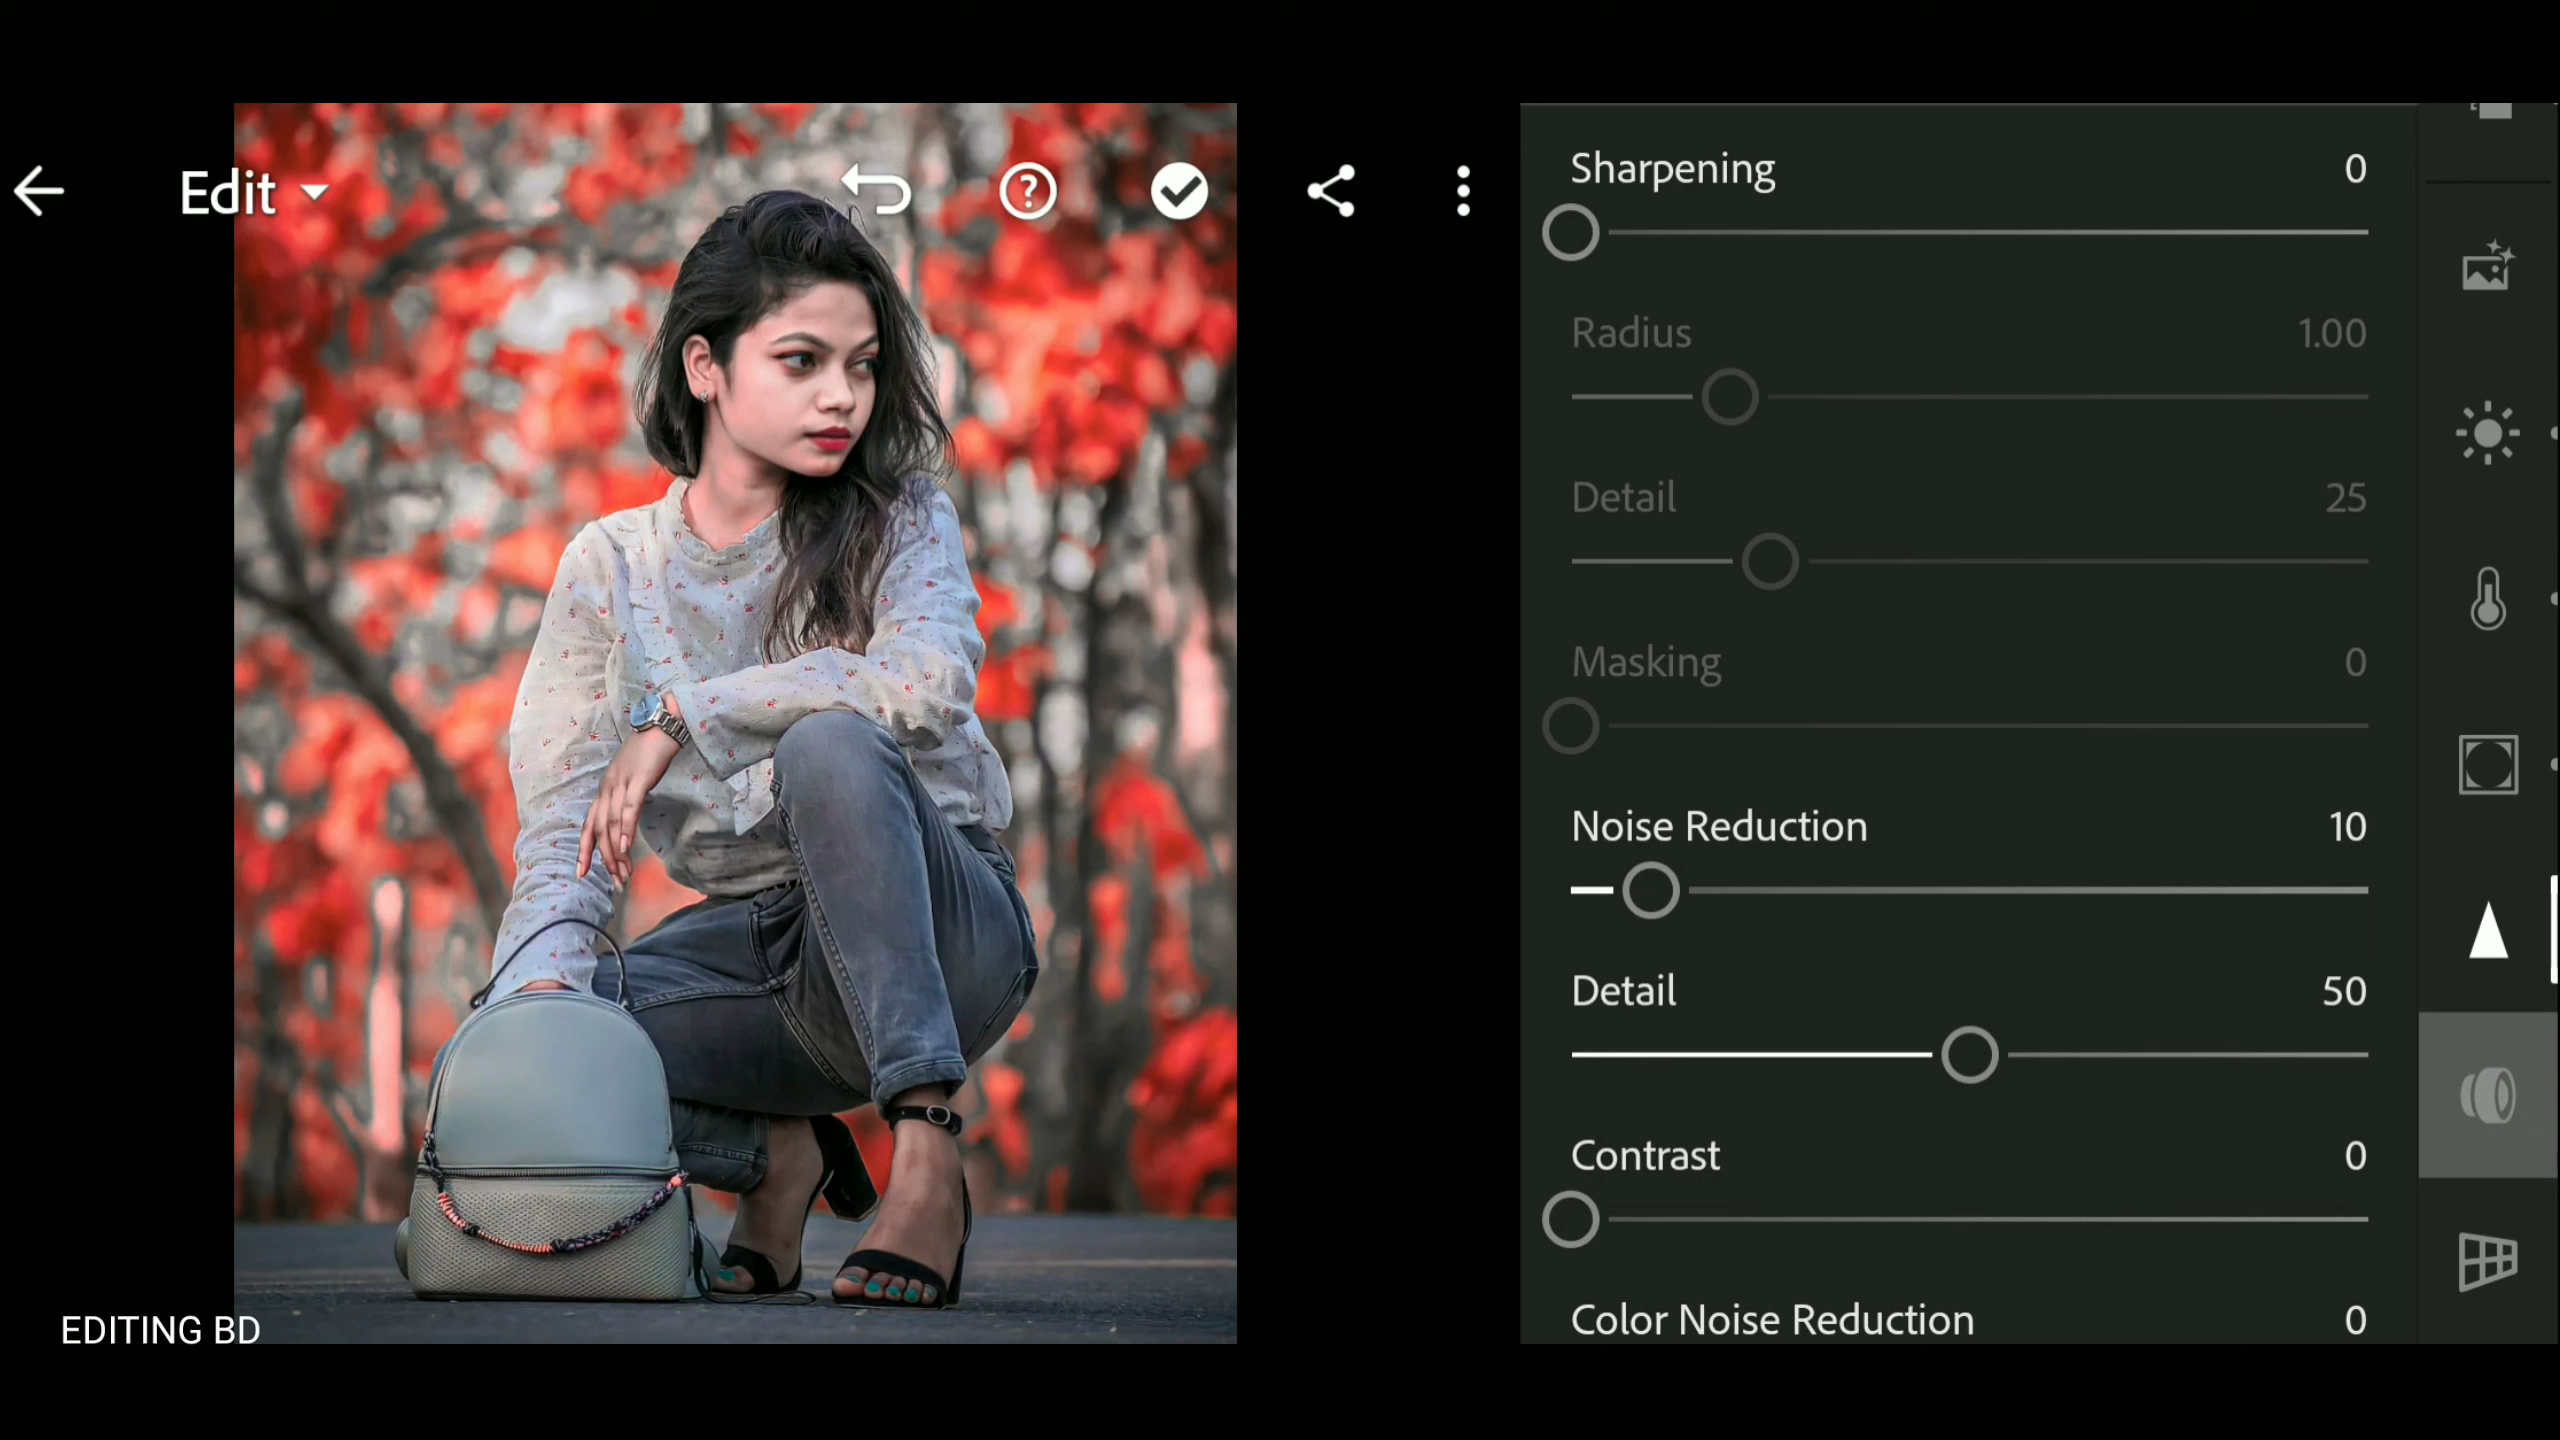 Edit
Sharpening 0
Radius 1.00
Detail 25
Masking 0
Noise Reduction 10
Detail 50
Contrast 0
Color Noise Reduction 0
EDITING BD